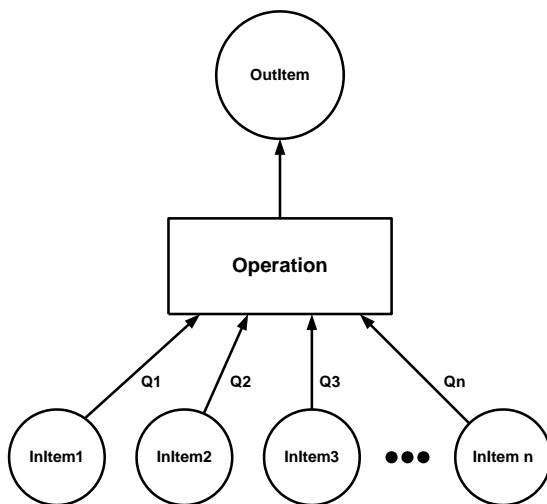 OutItem
Operation
Q1
Q2
Q3
Qn
InItem1
InItem2
InItem3
InItem n